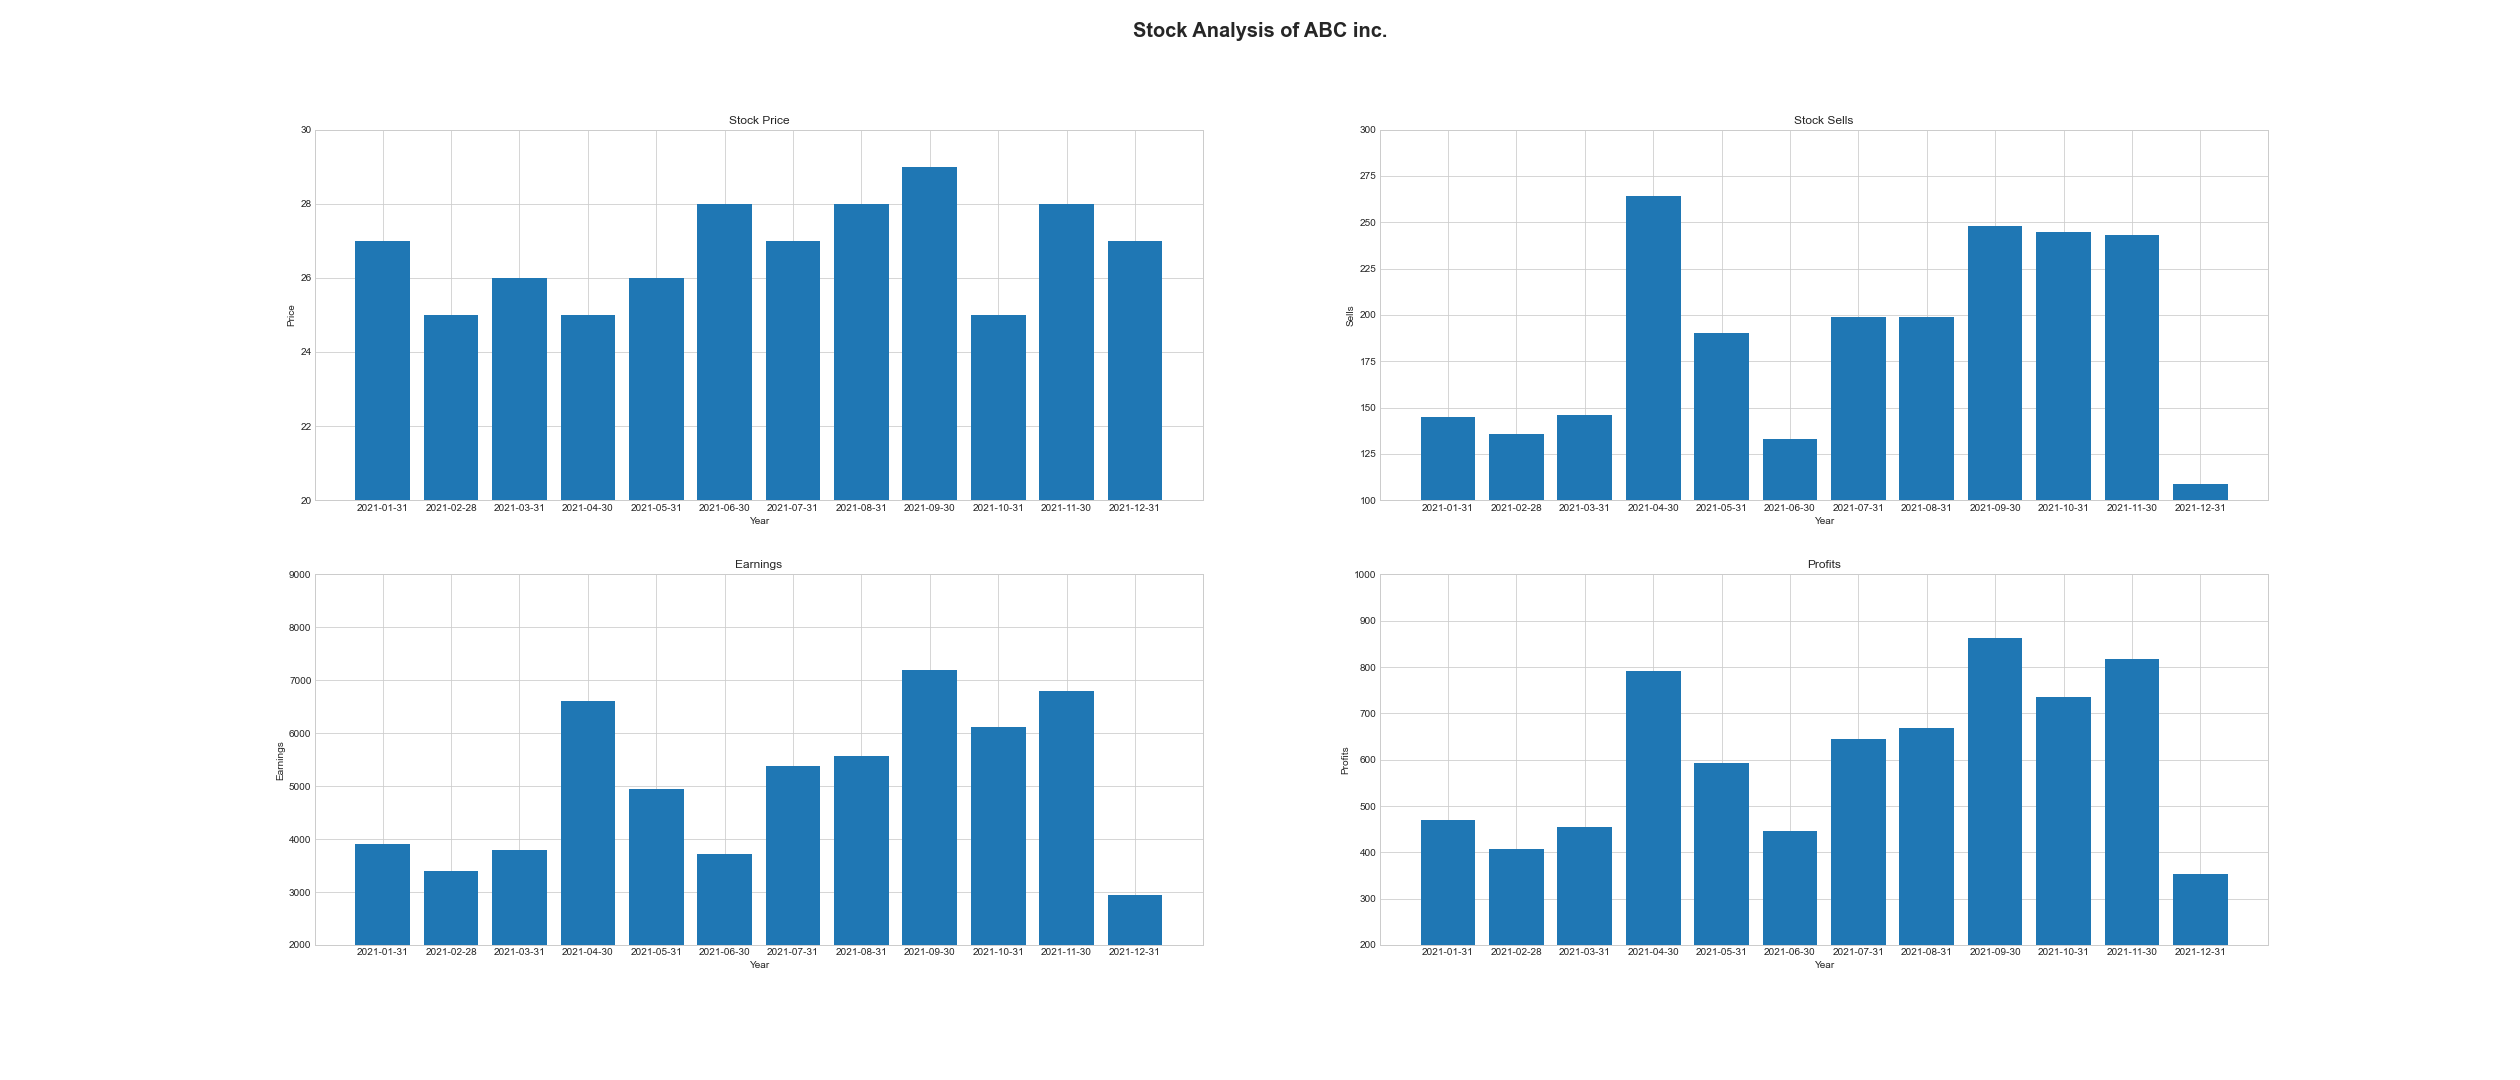 Stock Analysis of ABC inc.
Stock Price
30
28
26
24
22
20
Price
2021-01-31 2021-02-28 2021-03-31 2021-04-30 2021-05-31 2021-06-30 2021-07-31 2021-08-31 2021-09-30 2021-10-31 2021-11-30 2021-12-31
Year
Stock Sells
300
275
250
225
200
175
150
125
100
Sells
2021-01-31 2021-02-28 2021-03-31 2021-04-30 2021-05-31 2021-06-30 2021-07-31 2021-08-31 2021-09-30 2021-10-31 2021-11-30 2021-12-31
Year
Earnings
9000
8000
7000
6000
5000
4000
3000
2000
Earnings
2021-01-31 2021-02-28 2021-03-31 2021-04-30 2021-05-31 2021-06-30 2021-07-31 2021-08-31 2021-09-30 2021-10-31 2021-11-30 2021-12-31
Year
Profits
1000
900
800
700
600
500
400
300
200
Profits
2021-01-31 2021-02-28 2021-03-31 2021-04-30 2021-05-31 2021-06-30 2021-07-31 2021-08-31 2021-09-30 2021-10-31 2021-11-30 2021-12-31
Year